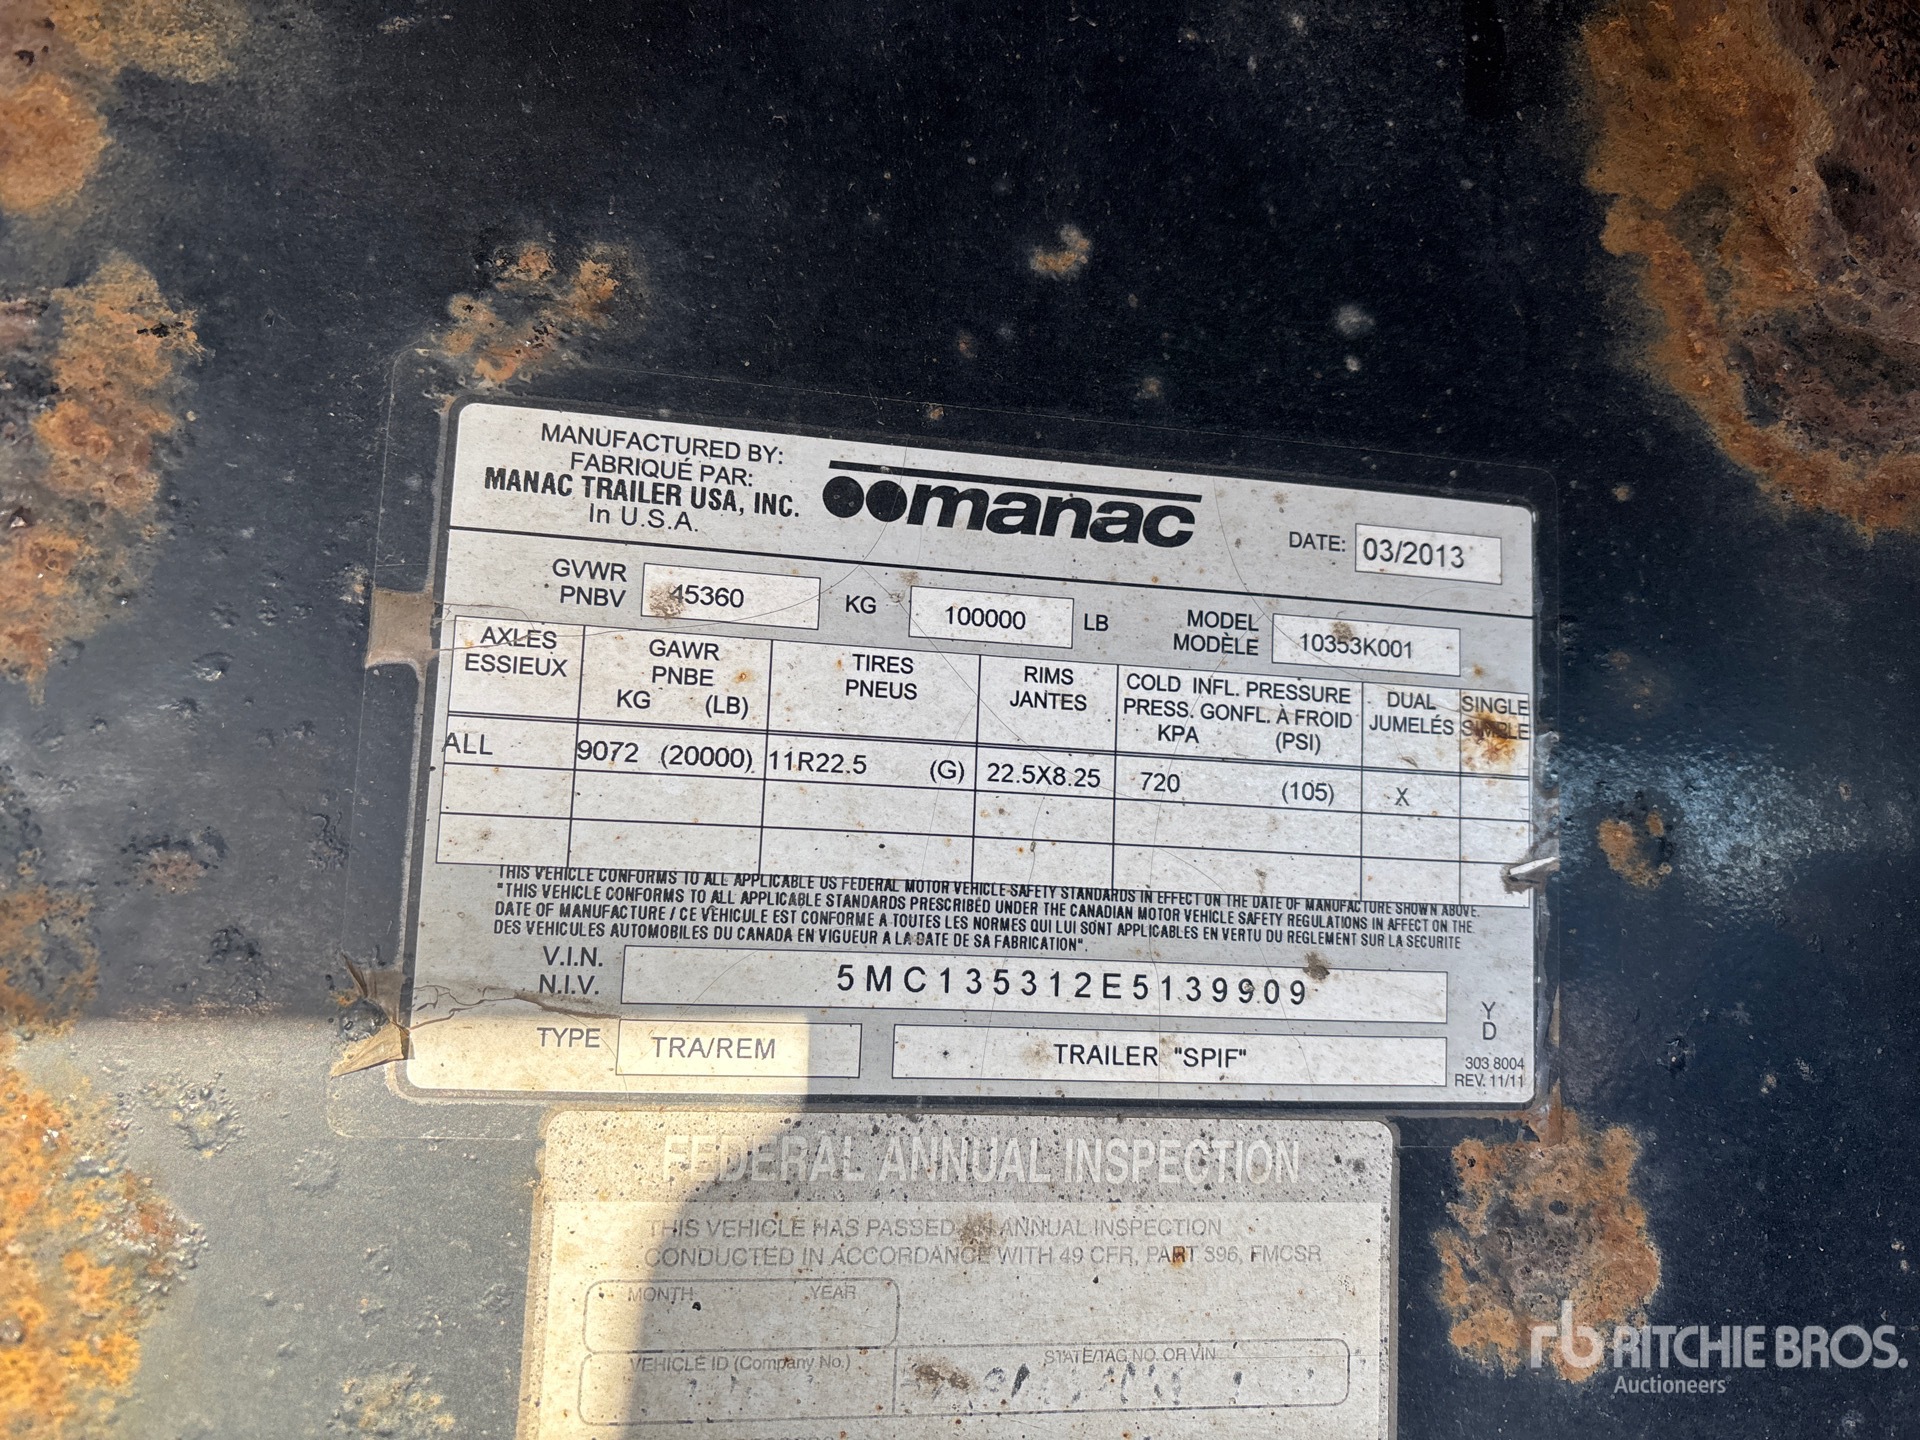 MANUFACTURED BY:
FABRIQUÉ PAR:
MANAC TRAILER USA, INC.
In U.S.A.
manac
DATE: 03/2013
GVWR
PNBV 45360 KG 100000 LB
MODEL
MODÈLE 10353K001
AXLES
ESSIEUX
GAWR
PNBE
KG (LB)
TIRES
PNEUS
RIMS
JANTES
COLD INFL. PRESSURE
PRESS. GONFL. À FROID
KPA (PSI)
DUAL
JUMELÉS
SINGLE
SIMPLE
ALL 9072 (20000) 11R22.5 (G) 22.5X8.25 720 (105) X
THIS VEHICLE CONFORMS TO ALL APPLICABLE US FEDERAL MOTOR VEHICLE SAFETY STANDARDS IN EFFECT ON THE DATE OF MANUFACTURE SHOWN ABOVE.
"THIS VEHICLE CONFORMS TO ALL APPLICABLE STANDARDS PRESCRIBED UNDER THE CANADIAN MOTOR VEHICLE SAFETY REGULATIONS IN AFFECT ON THE
DATE OF MANUFACTURE / CE VEHICULE EST CONFORME A TOUTES LES NORMES QUI LUI SONT APPLICABLES EN VERTU DU REGLEMENT SUR LA SECURITE
DES VEHICULES AUTOMOBILES DU CANADA EN VIGUEUR A LA DATE DE SA FABRICATION".
V.I.N.
N.I.V. 5MC135312E5139909
TYPE TRA/REM TRAILER "SPIF"
Y
D
303 8004
REV. 11/11
FEDERAL ANNUAL INSPECTION
THIS VEHICLE HAS PASSED AN ANNUAL INSPECTION
CONDUCTED IN ACCORDANCE WITH 49 CFR, PART 396, FMCSR
MONTH YEAR
VEHICLE ID (Company No.) STATE/TAG NO. OR VIN
rb RITCHIE BROS.
Auctioneers